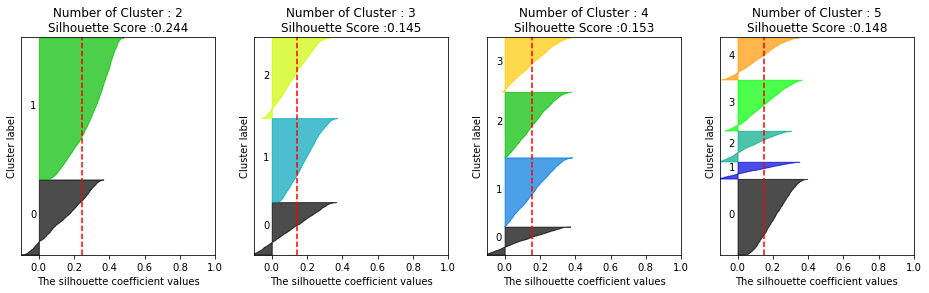 Number of Cluster : 2
Silhouette Score :0.244
Cluster label
1
0
0.0 0.2 0.4 0.6 0.8 1.0
The silhouette coefficient values
Number of Cluster : 3
Silhouette Score :0.145
Cluster label
2
1
0
0.0 0.2 0.4 0.6 0.8 1.0
The silhouette coefficient values
Number of Cluster : 4
Silhouette Score :0.153
Cluster label
3
2
1
0
0.0 0.2 0.4 0.6 0.8 1.0
The silhouette coefficient values
Number of Cluster : 5
Silhouette Score :0.148
Cluster label
4
3
2
1
0
0.0 0.2 0.4 0.6 0.8 1.0
The silhouette coefficient values